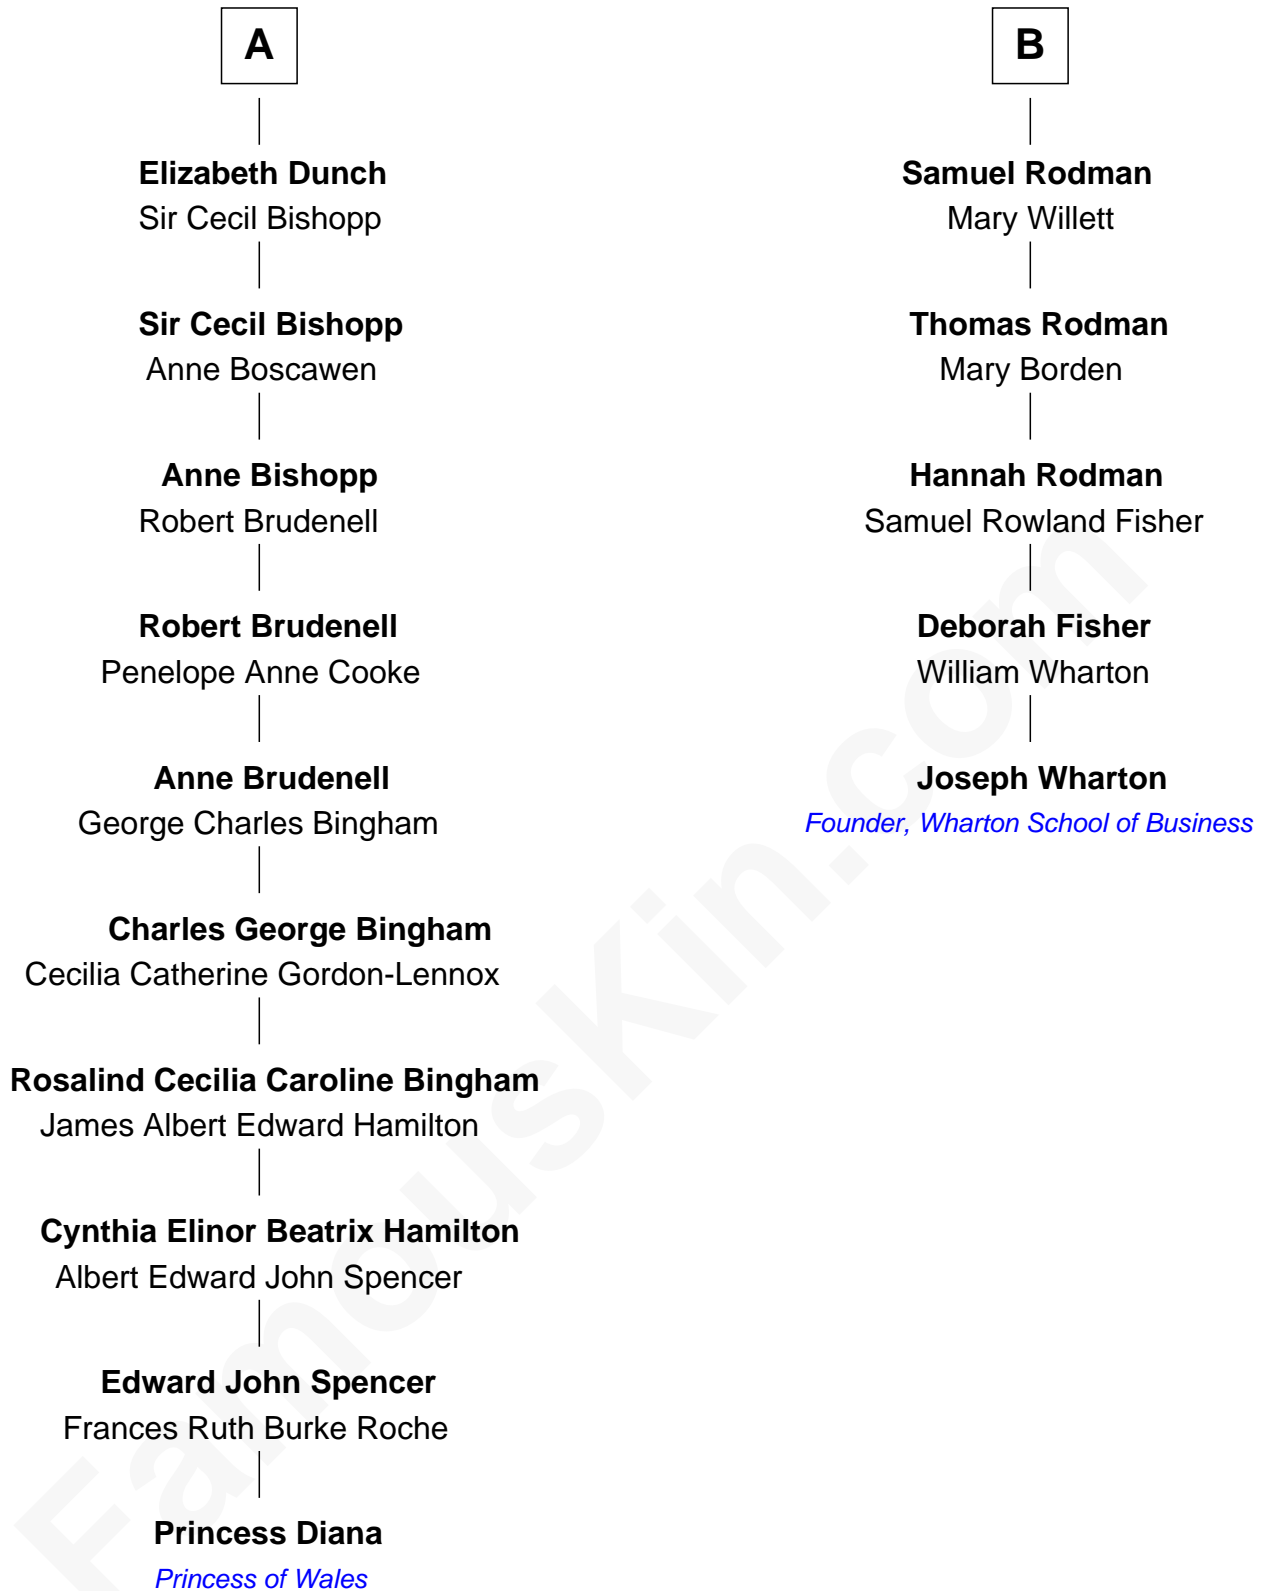 A
Elizabeth Dunch
Sir Cecil Bishopp
Sir Cecil Bishopp
Anne Boscawen
Anne Bishopp
Robert Brudenell
Robert Brudenell
Penelope Anne Cooke
Anne Brudenell
George Charles Bingham
Charles George Bingham
Cecilia Catherine Gordon-Lennox
Rosalind Cecilia Caroline Bingham
James Albert Edward Hamilton
Cynthia Elinor Beatrix Hamilton
Albert Edward John Spencer
Edward John Spencer
Frances Ruth Burke Roche
Princess Diana
Princess of Wales
B
Samuel Rodman
Mary Willett
Thomas Rodman
Mary Borden
Hannah Rodman
Samuel Rowland Fisher
Deborah Fisher
William Wharton
Joseph Wharton
Founder, Wharton School of Business
FamousKin.com